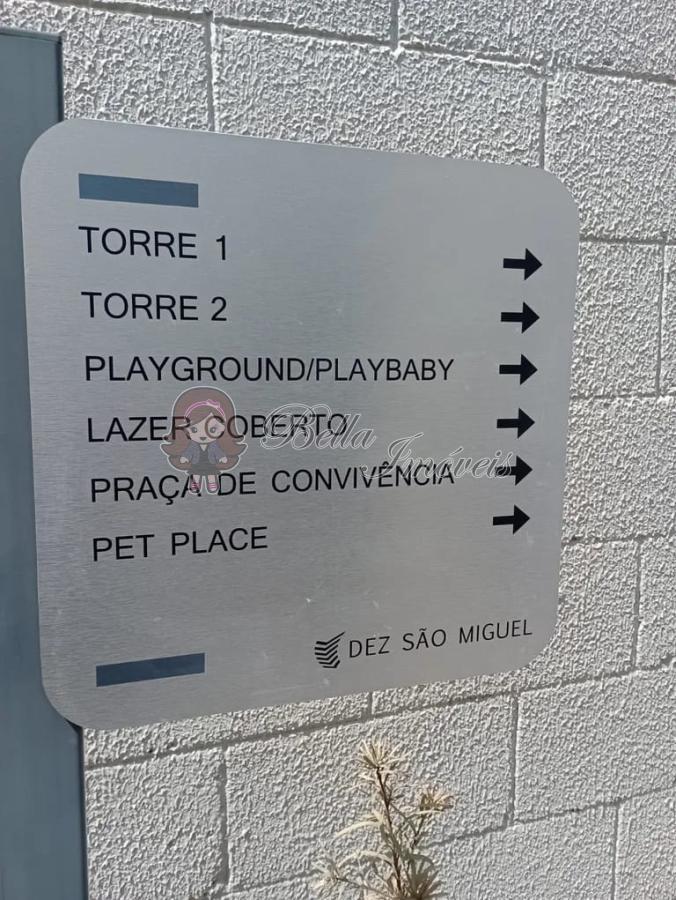 TORRE 1
TORRE 2
PLAYGROUND/PLAYBABY
LAZER COBERTO
Bella Imóveis
PRAÇA DE CONVIVÊNCIA
PET PLACE
DEZ SÃO MIGUEL